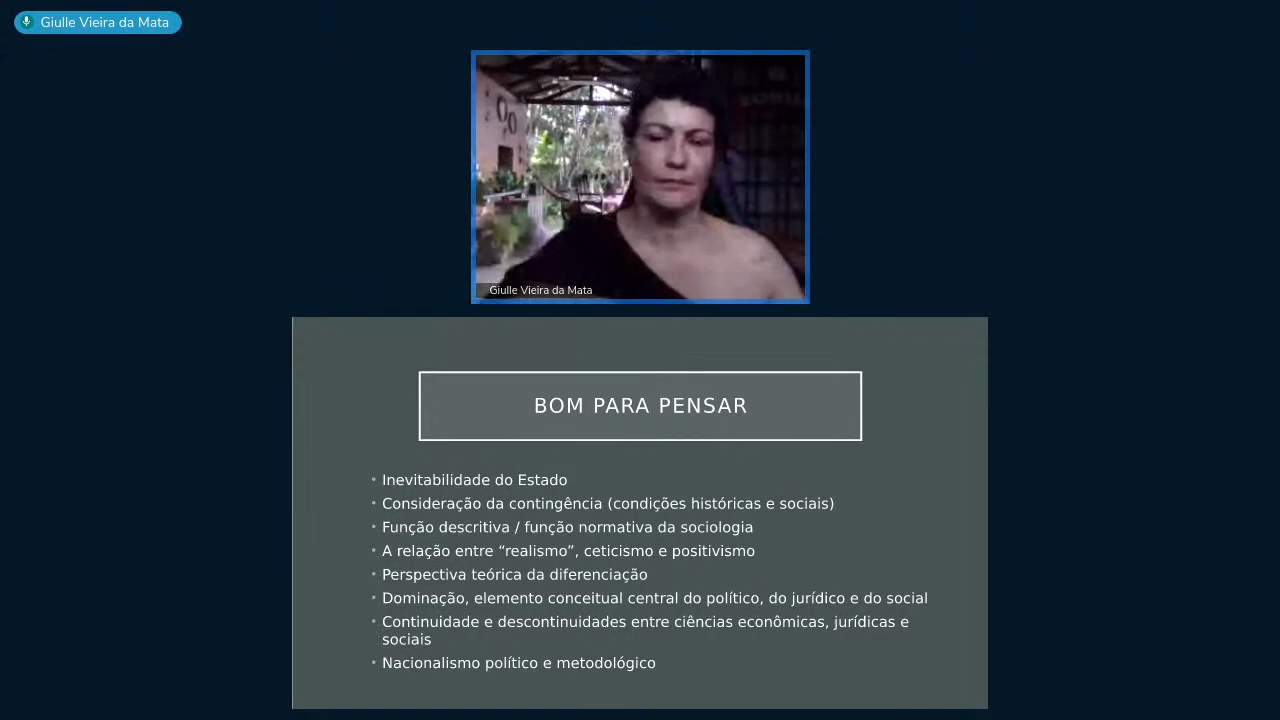 Giulle Vieira da Mata
Giulle Vieira da Mata
BOM PARA PENSAR
• Inevitabilidade do Estado
• Consideração da contingência (condições históricas e sociais)
• Função descritiva / função normativa da sociologia
• A relação entre “realismo”, ceticismo e positivismo
• Perspectiva teórica da diferenciação
• Dominação, elemento conceitual central do político, do jurídico e do social
• Continuidade e descontinuidades entre ciências econômicas, jurídicas e
sociais
• Nacionalismo político e metodológico